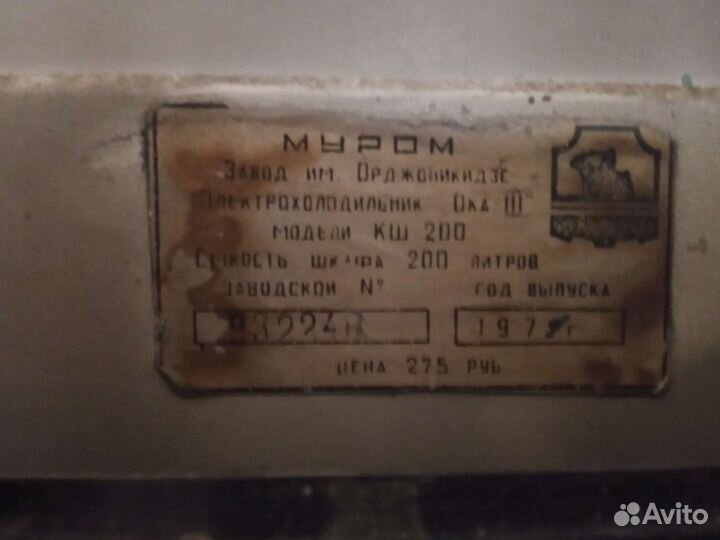 МУРОМ
ЗАВОД ИМ. ОРДЖОНИКИДЗЕ
ЭЛЕКТРОХОЛОДИЛЬНИК ОКА III
МОДЕЛИ КШ 200
ЕМКОСТЬ ШКАФА 200 ЛИТРОВ
ЗАВОДСКОЙ № ГОД ВЫПУСКА
ЦЕНА 275 РУБ
Avito